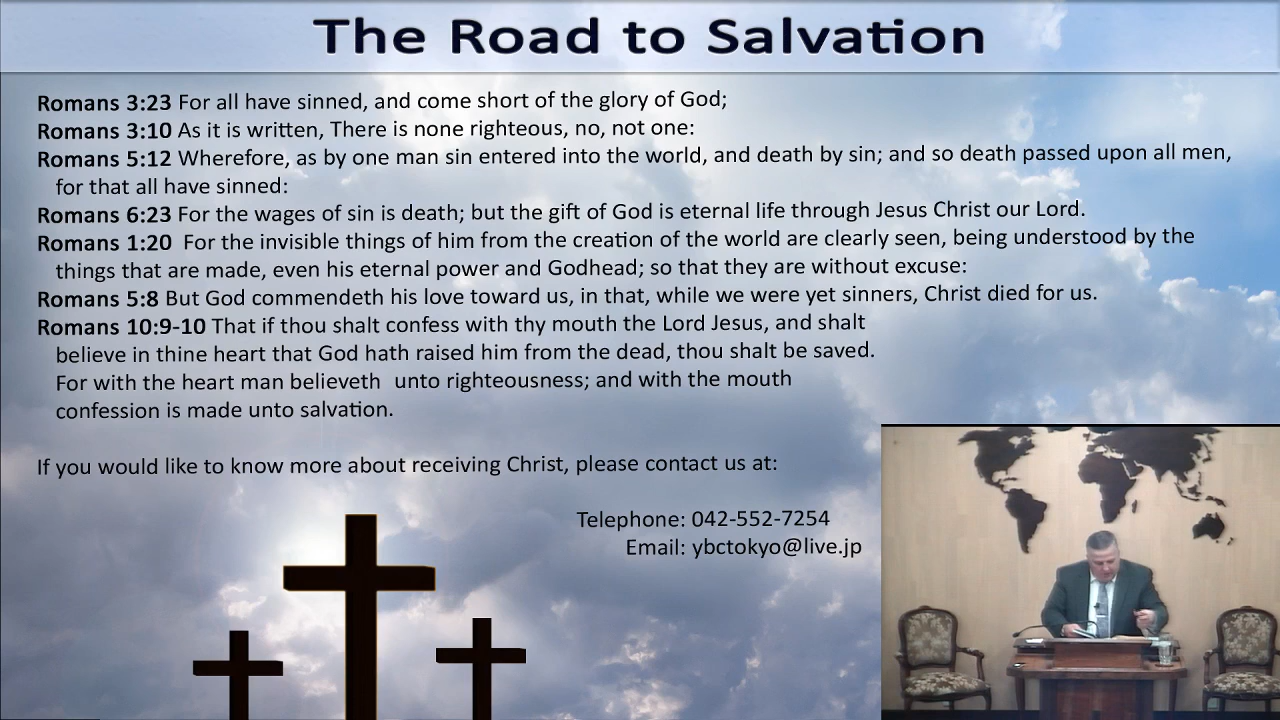 The Road to Salvation
Romans 3:23 For all have sinned, and come short of the glory of God;
Romans 3:10 As it is written, There is none righteous, no, not one:
Romans 5:12 Wherefore, as by one man sin entered into the world, and death by sin; and so death passed upon all men,
for that all have sinned:
Romans 6:23 For the wages of sin is death; but the gift of God is eternal life through Jesus Christ our Lord.
Romans 1:20 For the invisible things of him from the creation of the world are clearly seen, being understood by the
things that are made, even his eternal power and Godhead; so that they are without excuse:
Romans 5:8 But God commendeth his love toward us, in that, while we were yet sinners, Christ died for us.
Romans 10:9-10 That if thou shalt confess with thy mouth the Lord Jesus, and shalt
believe in thine heart that God hath raised him from the dead, thou shalt be saved.
For with the heart man believeth unto righteousness; and with the mouth
confession is made unto salvation.
If you would like to know more about receiving Christ, please contact us at:
Telephone: 042-552-7254
Email: ybctokyo@live.jp